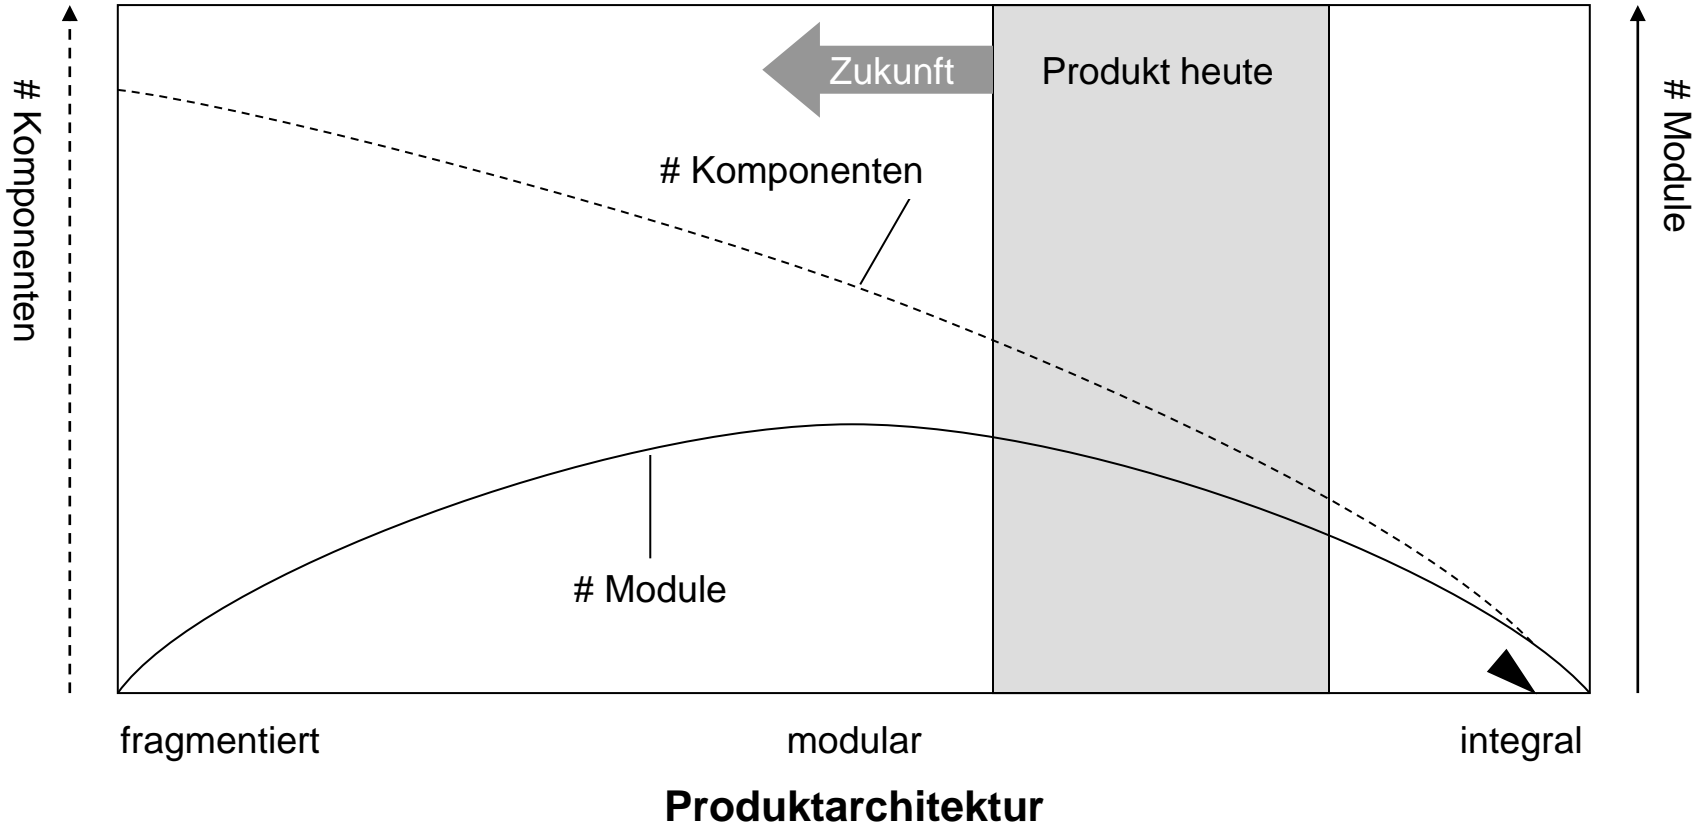 Zukunft
Produkt heute
# Komponenten
# Komponenten
# Module
# Module
fragmentiert
modular
integral
Produktarchitektur